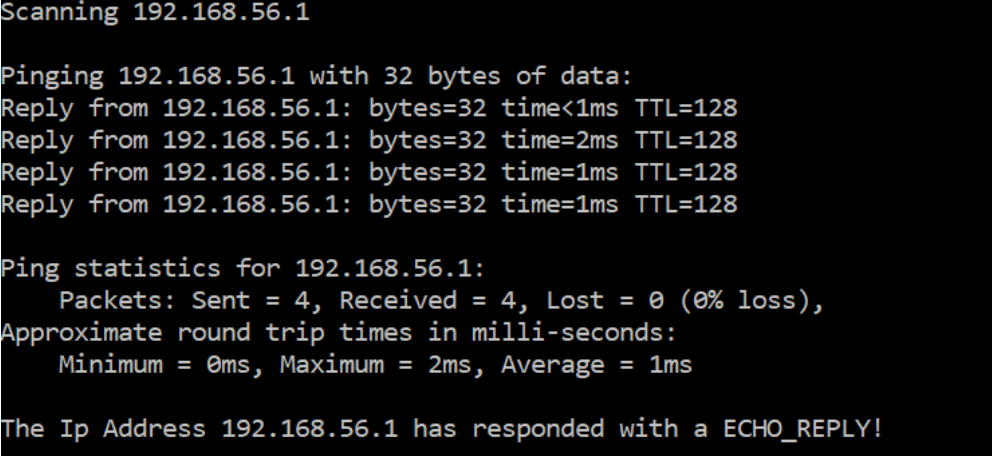 Scanning 192.168.56.1
Pinging 192.168.56.1 with 32 bytes of data:
Reply from 192.168.56.1: bytes=32 time<1ms TTL=128
Reply from 192.168.56.1: bytes=32 time=2ms TTL=128
Reply from 192.168.56.1: bytes=32 time=1ms TTL=128
Reply from 192.168.56.1: bytes=32 time=1ms TTL=128
Ping statistics for 192.168.56.1:
    Packets: Sent = 4, Received = 4, Lost = 0 (0% loss),
Approximate round trip times in milli-seconds:
    Minimum = 0ms, Maximum = 2ms, Average = 1ms
The Ip Address 192.168.56.1 has responded with a ECHO_REPLY!